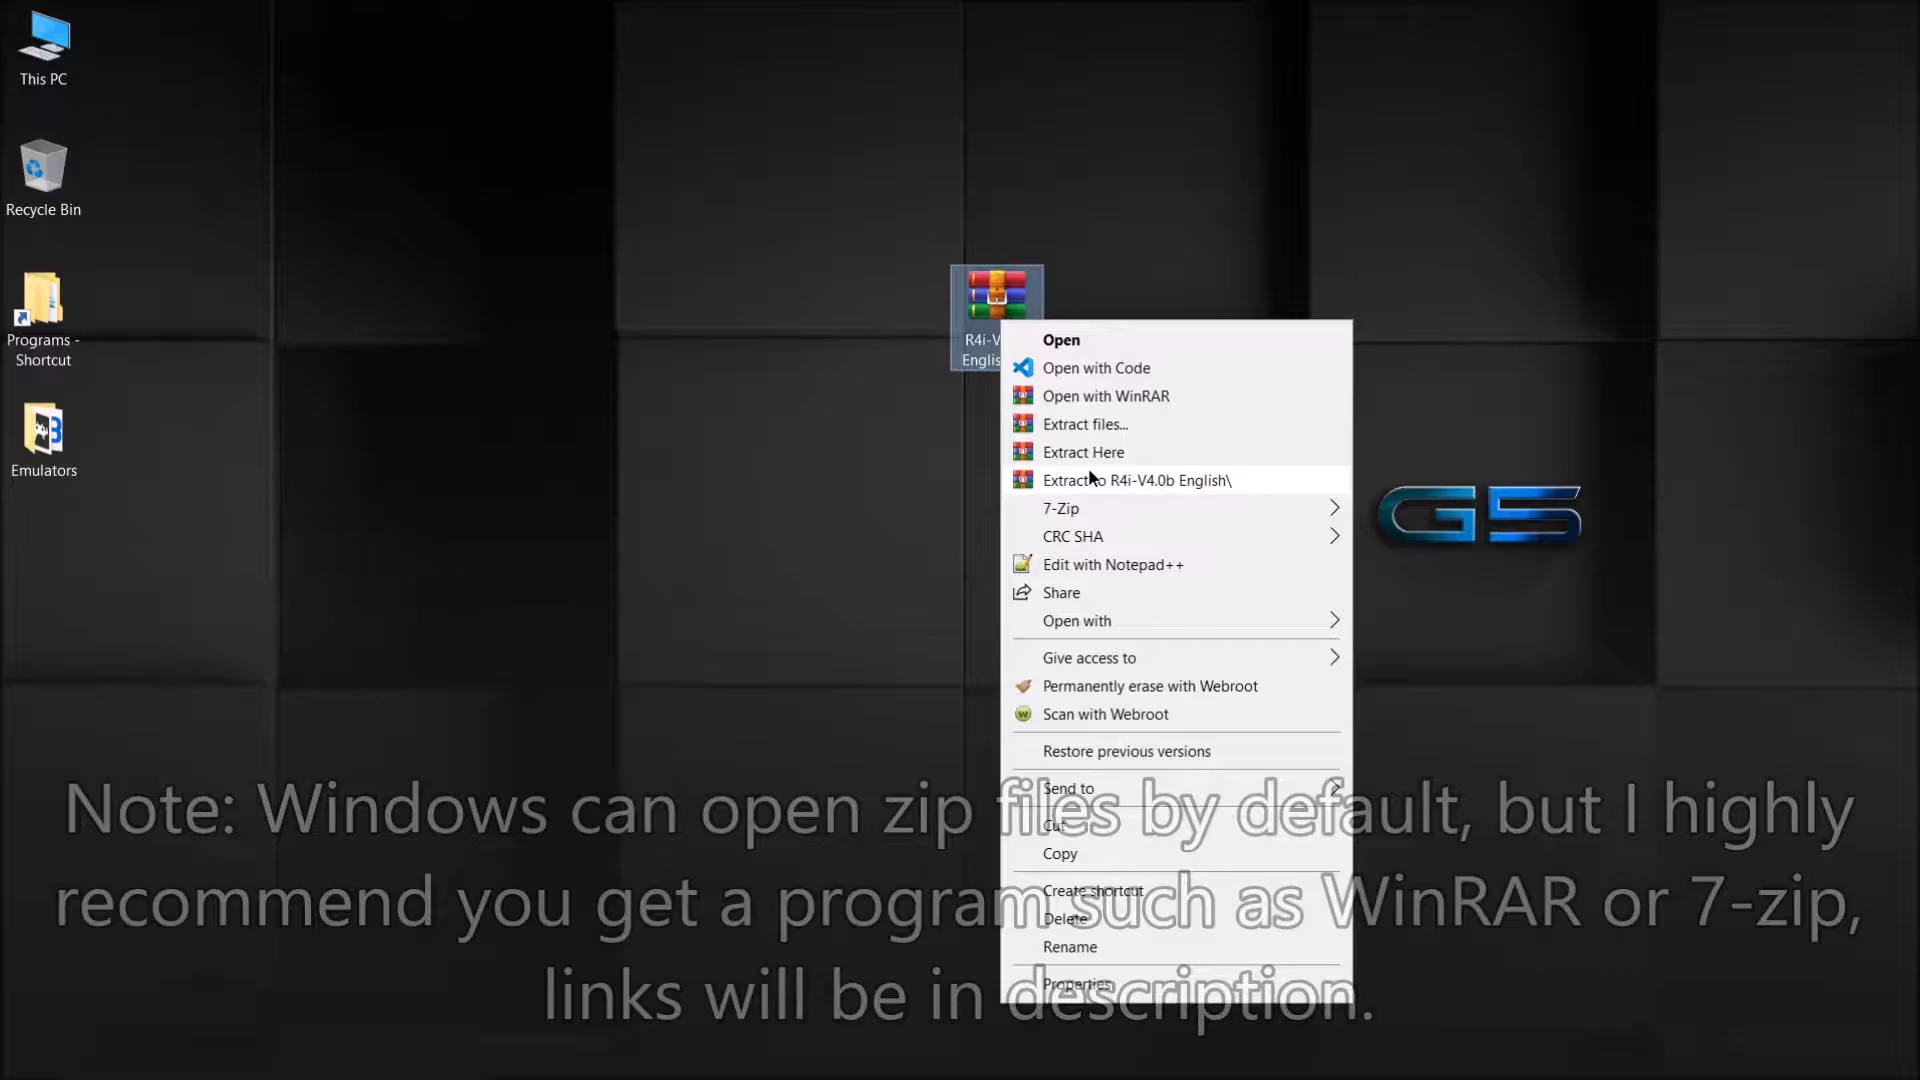 This PC
Recycle Bin
Programs -
Shortcut
Emulators
R4i-V
Englis
Open
Open with Code
Open with WinRAR
Extract files...
Extract Here
Extract to R4i-V4.0b English\
7-Zip
CRC SHA
Edit with Notepad++
Share
Open with
Give access to
Permanently erase with Webroot
Scan with Webroot
Restore previous versions
Send to
Cut
Copy
Create shortcut
Delete
Rename
Properties
G5
Note: Windows can open zip files by default, but I highly
recommend you get a program such as WinRAR or 7-zip,
links will be in description.